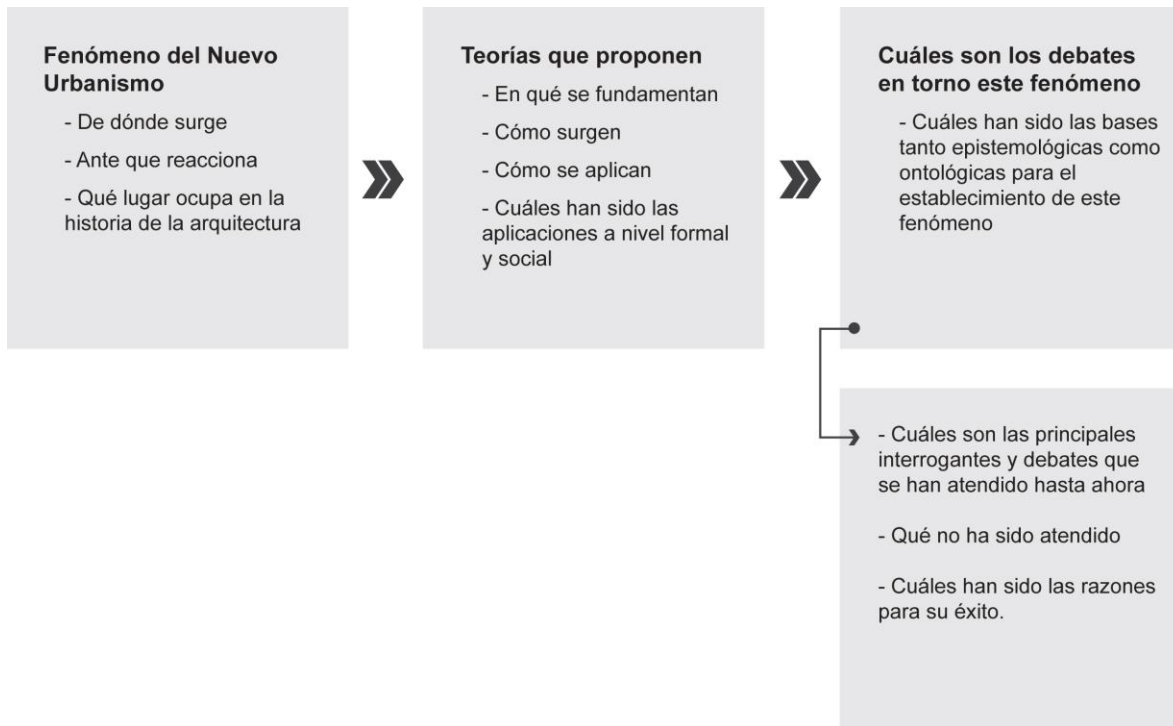 Fenómeno del Nuevo
Urbanismo
- De dónde surge
- Ante que reacciona
- Qué lugar ocupa en la
historia de la arquitectura
Teorías que proponen
- En qué se fundamentan
- Cómo surgen
- Cómo se aplican
- Cuáles han sido las
aplicaciones a nivel formal
y social
Cuáles son los debates
en torno este fenómeno
- Cuáles han sido las bases
tanto epistemológicas como
ontológicas para el
establecimiento de este
fenómeno
- Cuáles son las principales
interrogantes y debates que
se han atendido hasta ahora
- Qué no ha sido atendido
- Cuáles han sido las razones
para su éxito.